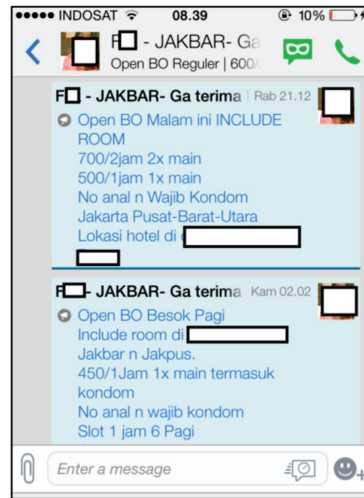 INDOSAT 08.39 10%
F - JAKBAR- Ga
Open BO Reguler | 600/
F - JAKBAR- Ga terima Rab 21.12
Open BO Malam ini INCLUDE
ROOM
700/2jam 2x main
500/1jam 1x main
No anal n Wajib Kondom
Jakarta Pusat-Barat-Utara
Lokasi hotel di
F - JAKBAR- Ga terima Kam 02.02
Open BO Besok Pagi
Include room di
Jakbar n Jakpus.
450/1Jam 1x main termasuk
kondom
No anal n wajib kondom
Slot 1 jam 6 Pagi
Enter a message